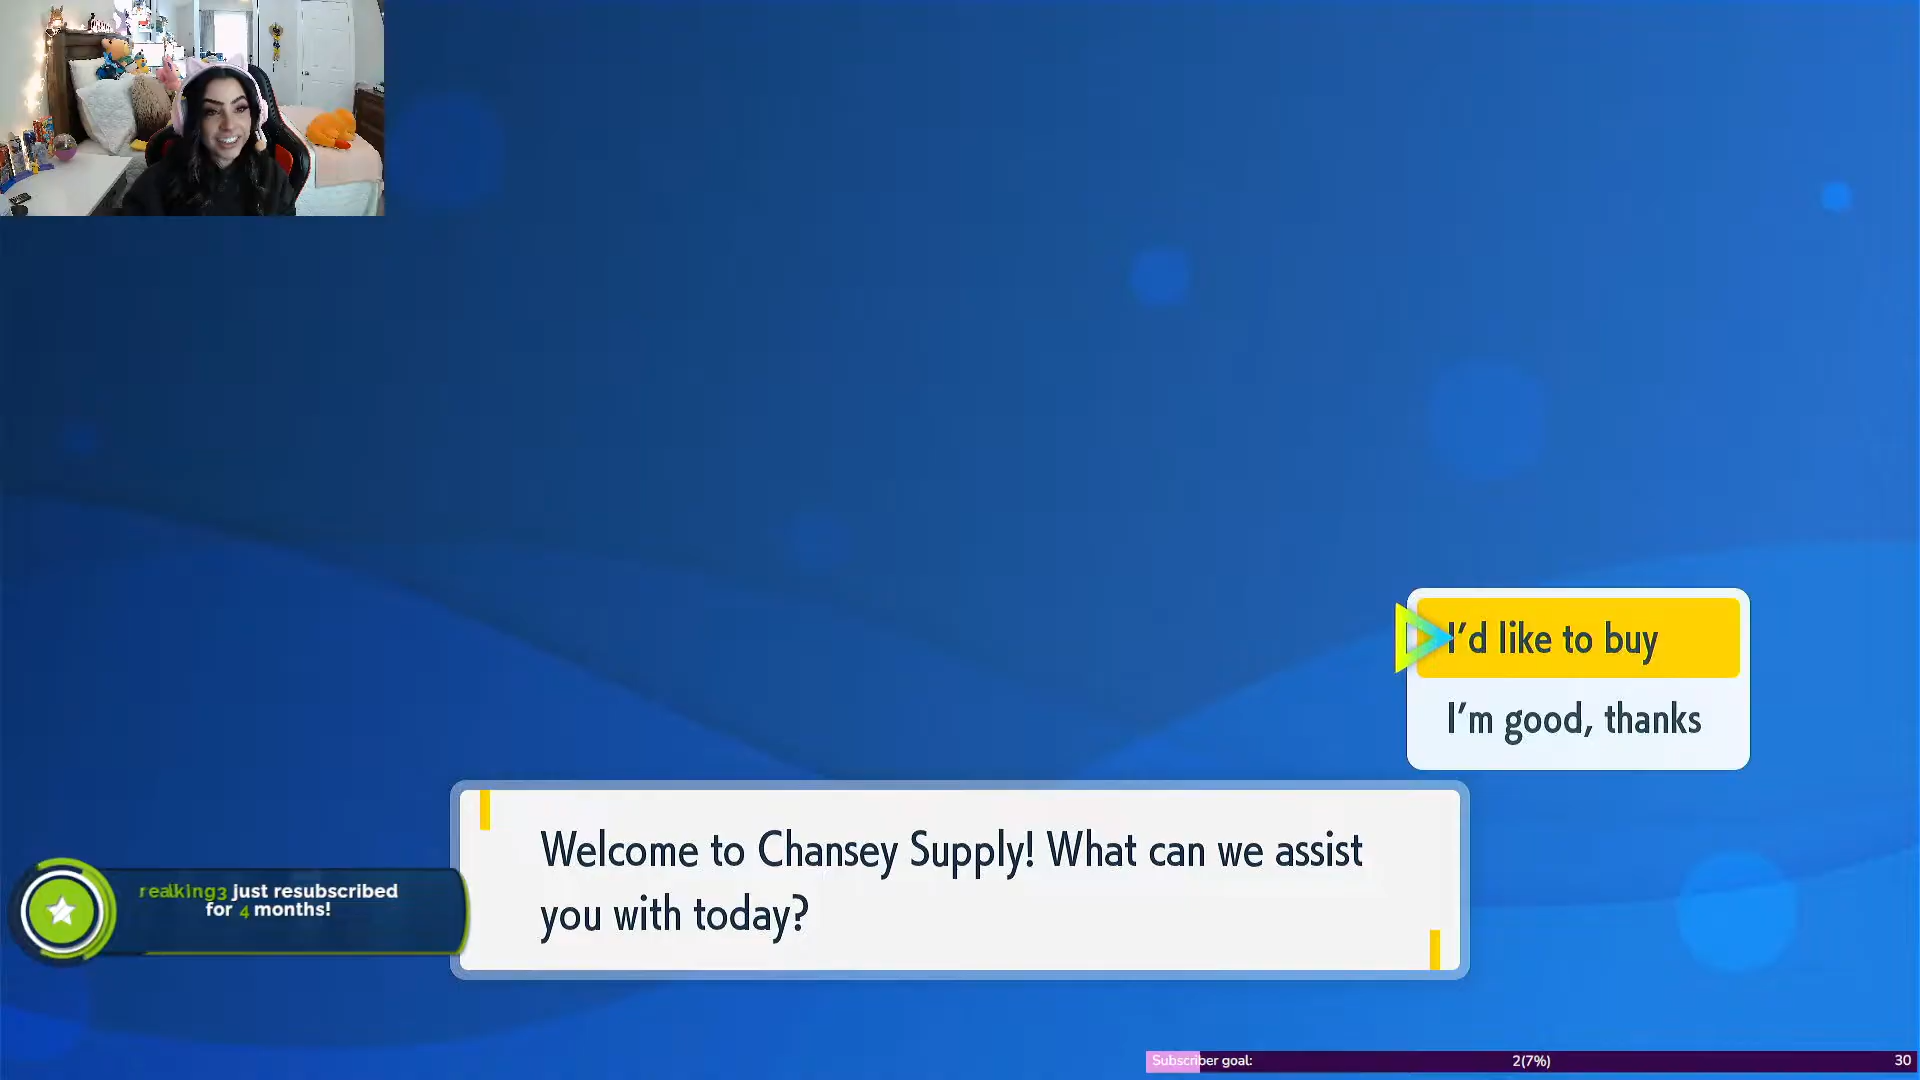 I'd like to buy
I'm good, thanks
Welcome to Chansey Supply! What can we assist
you with today?
realking3 just resubscribed
for 4 months!
Subscriber goal: 2(7%) 30